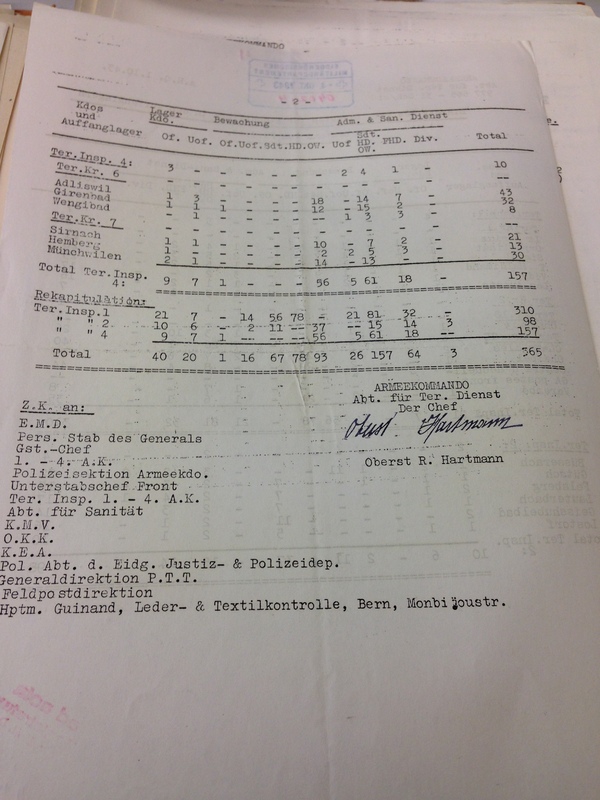 - 2 -
Kdos und Auffanglager Lager Kdo. Bewachung Adm. & San. Dienst Total
Of. Uof. Of. Uof. Sdt. HD. OW. Uof Sdt. HD. OW. FHD. Div.
Ter.Insp. 4: 3 - - - - - - 2 4 1 - 10
Ter.Kr. 6 --
Adliswil
Girenbad 1 3 - - - - 18 - 14 7 - 43
Wengibad 1 1 1 - - - 12 - 15 2 - 32
Ter.Kr. 7 - 1 - - - - -- 1 3 3 - 8
Sirnach --
Hemberg 1 1 - - - - 10 - 7 2 - 21
Münchwilen 1 - - - - - 2 2 5 3 - 13
2 1 - - - - 14 - 13 - - 30
Total Ter.Insp. 4: 9 7 1 - - - 56 5 61 18 - 157
Rekapitulation:
Ter.Insp.1 21 7 - 14 56 78 - 21 81 32 - 310
" " 2 10 6 - 2 11 -- 37 -- 15 14 3 98
" " 4 9 7 1 -- -- -- 56 5 61 18 -- 157
Total 40 20 1 16 67 78 93 26 157 64 3 565
ARMEEKOMMANDO
Abt. für Ter. Dienst
Der Chef
Oberst Hartmann
Oberst R. Hartmann
Z.K. an:
E.M.D.
Pers. Stab des Generals
Gst.-Chef
1. - 4. A.K.
Polizeisektion Armeekdo.
Unterstabschef Front
Ter. Insp. 1. - 4. A.K.
Abt. für Sanität
K.M.V.
O.K.K.
K.E.A.
Pol. Abt. d. Eidg. Justiz- & Polizeidep.
Generaldirektion P.T.T.
Feldpostdirektion
Hptm. Guinand, Leder- & Textilkontrolle, Bern, Monbijoustr.